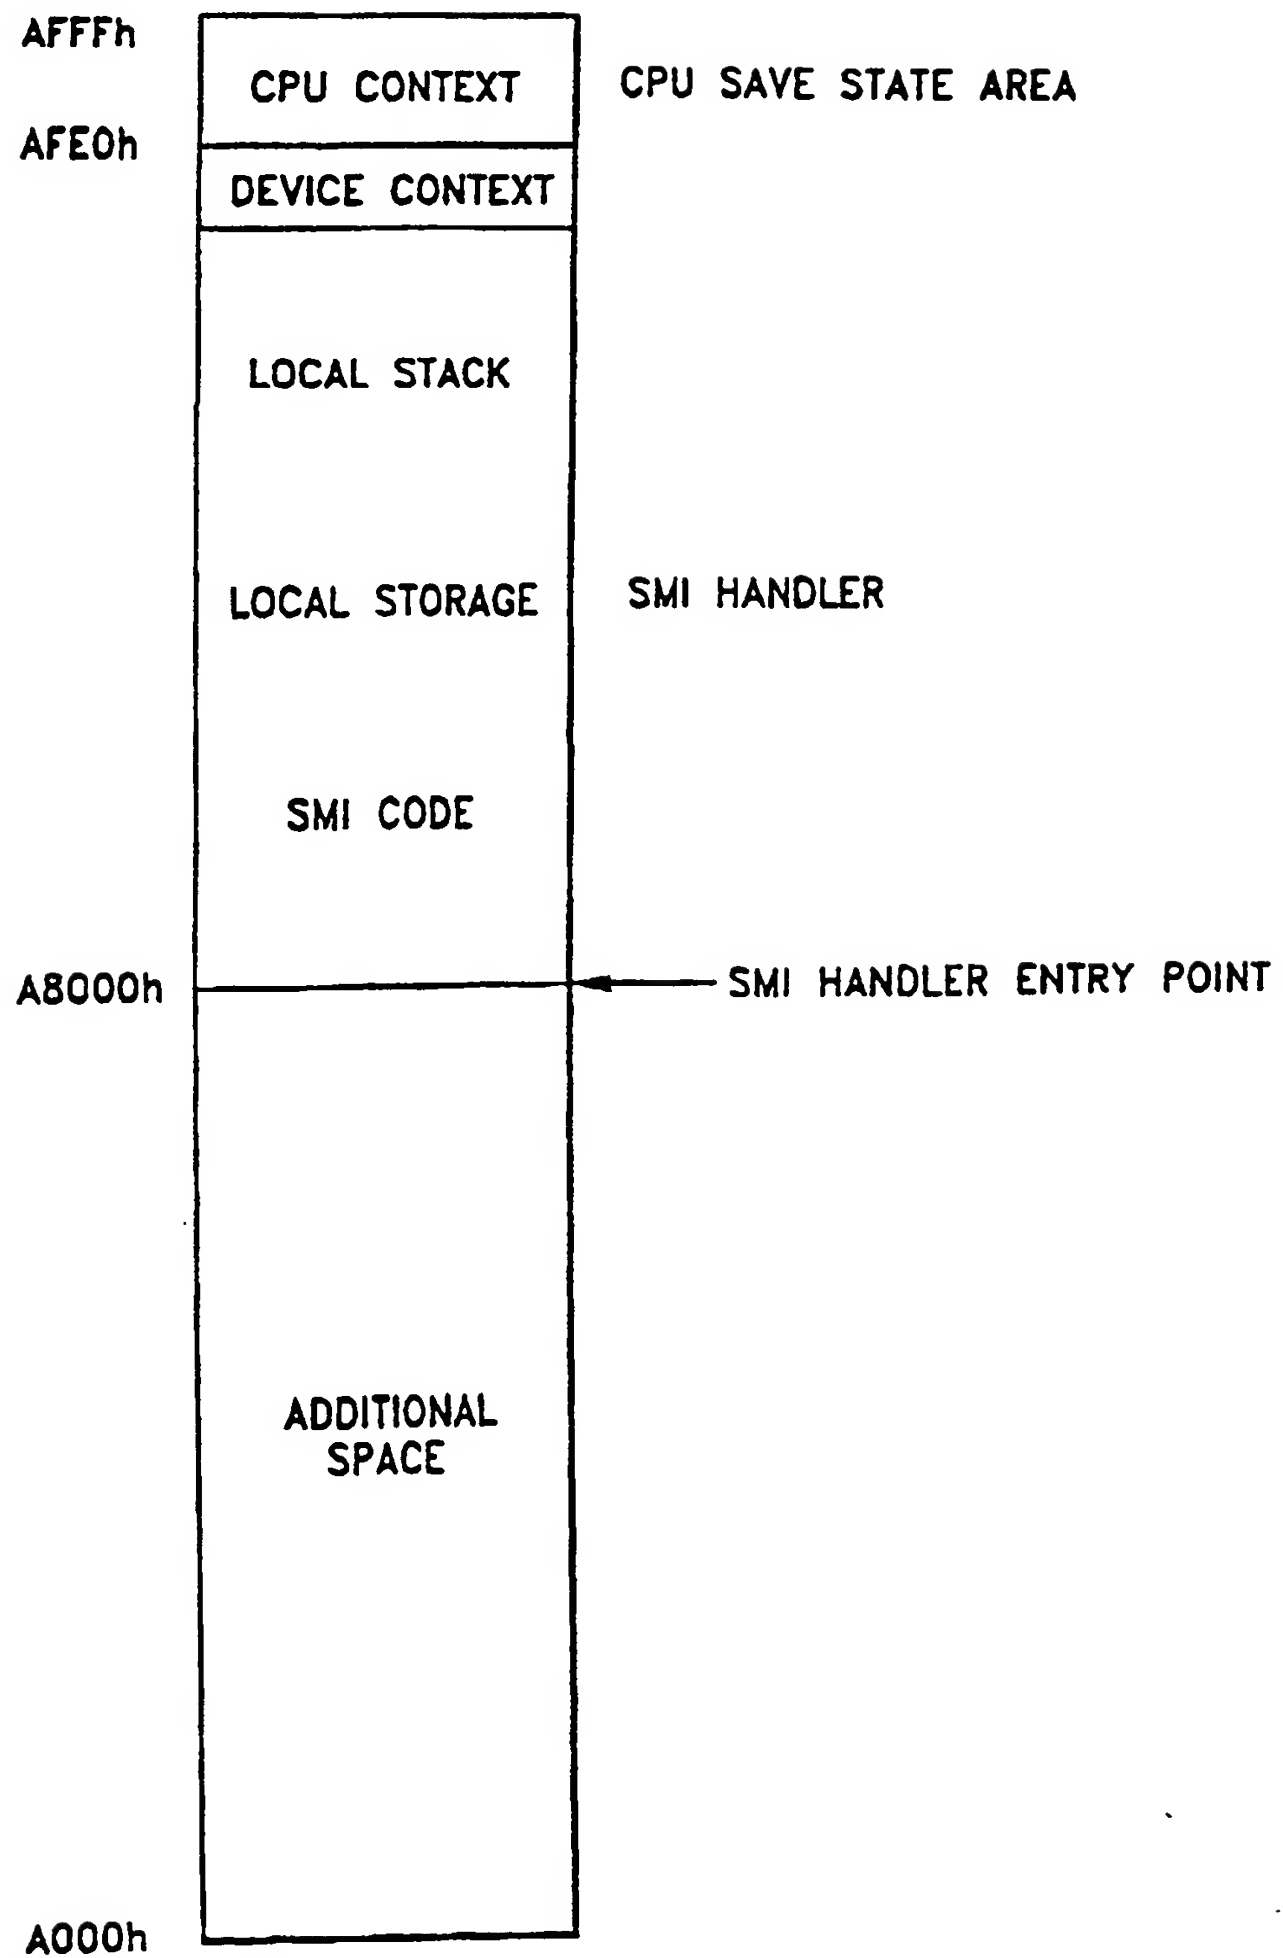 AFFFh
CPU CONTEXT
CPU SAVE STATE AREA
AFE0h
DEVICE CONTEXT
LOCAL STACK
LOCAL STORAGE
SMI HANDLER
SMI CODE
A8000h
SMI HANDLER ENTRY POINT
ADDITIONAL
SPACE
A000h